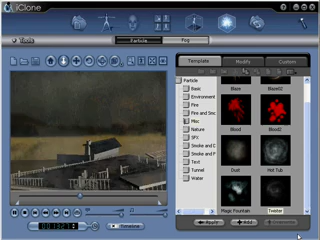 iClone
Tools
Particle Fog
Template Modify Custom
Particle
Basic
Environment
Fire
Fire and Smc
Misc
Nature
SFX
Smoke and D
Smoke and F
Text
Tunnel
Water
Blaze Blaze02
Blood Blood2
Dust Hot Tub
Magic Fountain Twister
Apply Add
Timeline